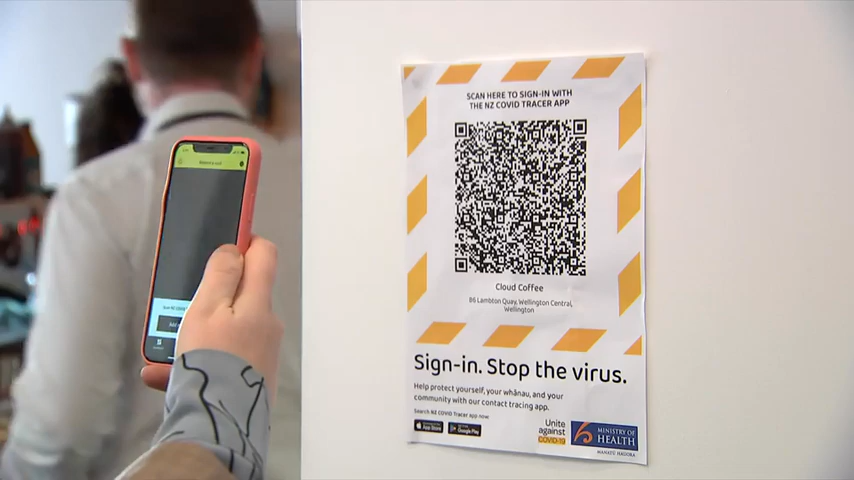 SCAN HERE TO SIGN-IN WITH
THE NZ COVID TRACER APP
Cloud Coffee
86 Lambton Quay, Wellington Central,
Wellington
Sign-in. Stop the virus.
Help protect yourself, your whānau, and your
community with our contact tracing app.
Search NZ COVID Tracer app now:
App Store
Google Play
Unite
against
COVID-19
MINISTRY OF
HEALTH
MANATŪ HAUORA